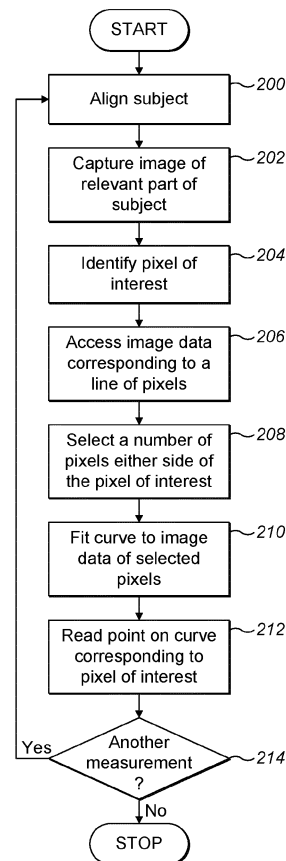 START
Align subject
200
Capture image of
relevant part of
subject
202
Identify pixel of
interest
204
Access image data
corresponding to a
line of pixels
206
Select a number of
pixels either side of
the pixel of interest
208
Fit curve to image
data of selected
pixels
210
Read point on curve
corresponding to
pixel of interest
212
Yes
Another
measurement
?
214
No
STOP